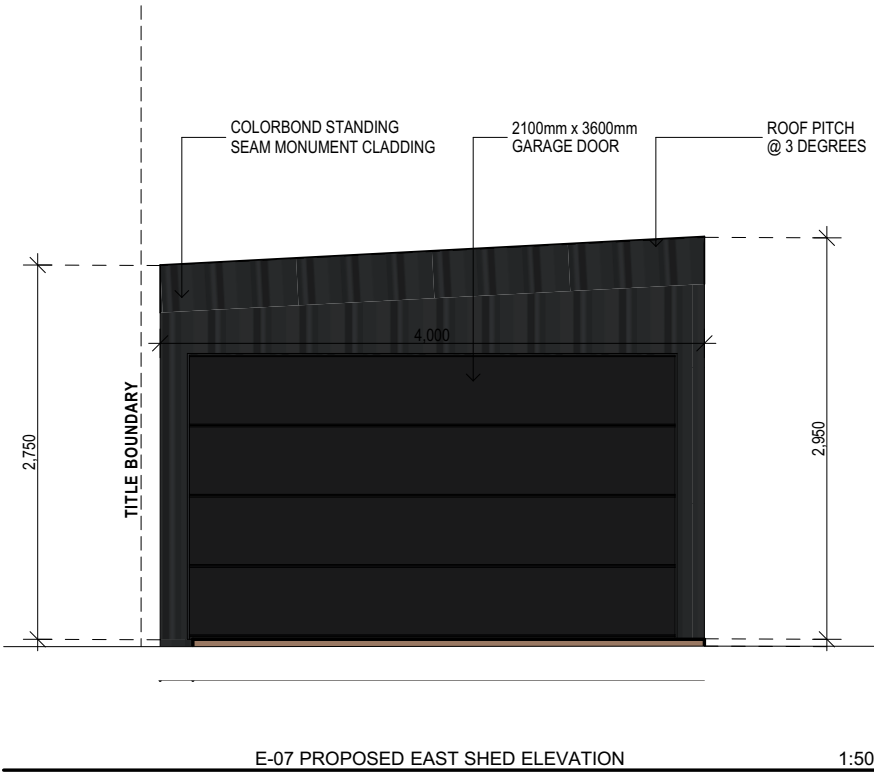 COLORBOND STANDING
SEAM MONUMENT CLADDING
2100mm x 3600mm
GARAGE DOOR
ROOF PITCH
@ 3 DEGREES
4,000
2,750
TITLE BOUNDARY
2,950
E-07 PROPOSED EAST SHED ELEVATION
1:50